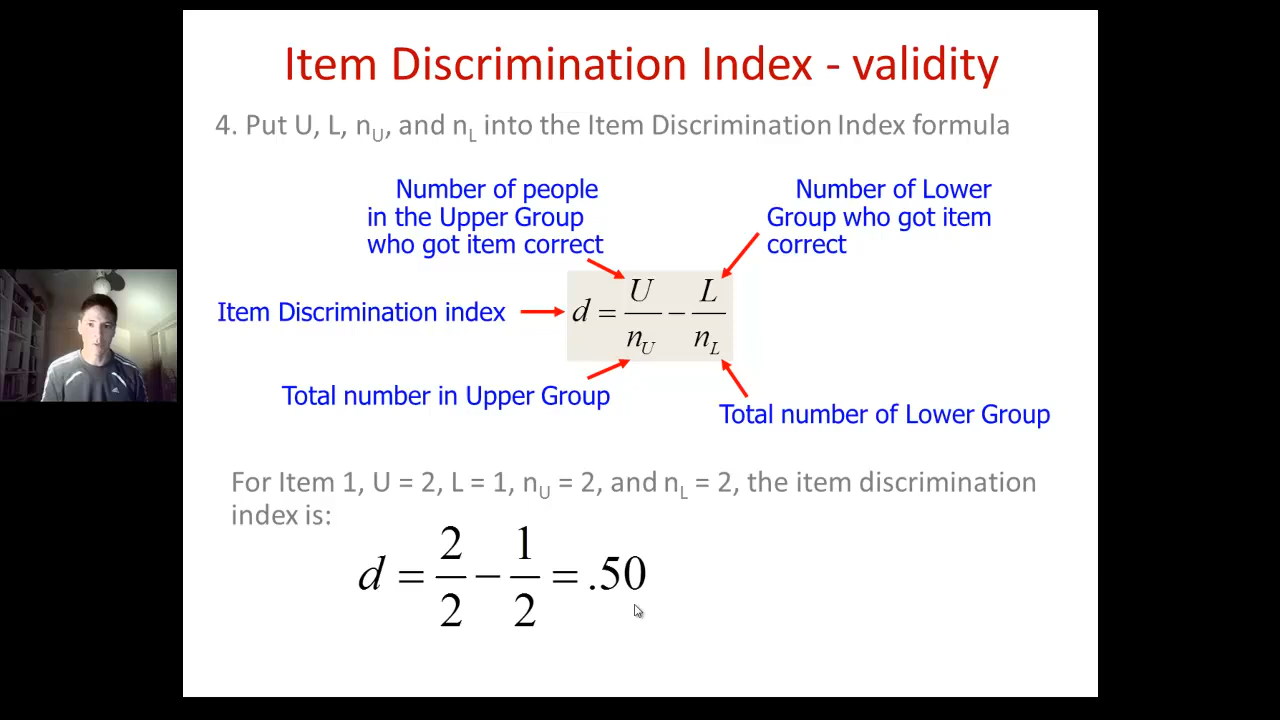 Item Discrimination Index - validity
4. Put U, L, nU, and nL into the Item Discrimination Index formula
Number of people
in the Upper Group
who got item correct
Number of Lower
Group who got item
correct
Item Discrimination index
d = U/nU − L/nL
Total number in Upper Group
Total number of Lower Group
For Item 1, U = 2, L = 1, nU = 2, and nL = 2, the item discrimination
index is:
d = 2/2 − 1/2 = .50